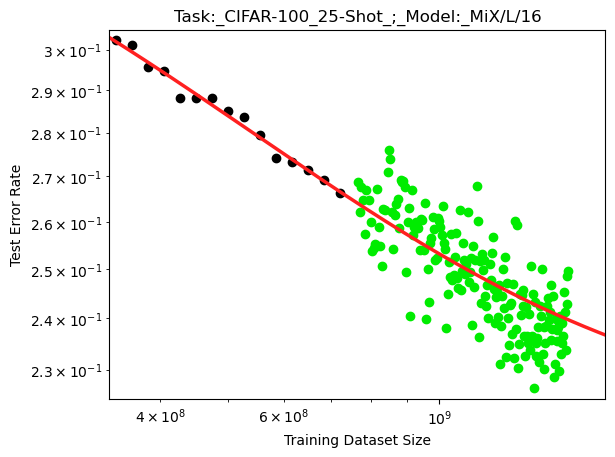 Task:_CIFAR-100_25-Shot_;_Model:_MiX/L/16
Test Error Rate
3 × 10⁻¹
2.9 × 10⁻¹
2.8 × 10⁻¹
2.7 × 10⁻¹
2.6 × 10⁻¹
2.5 × 10⁻¹
2.4 × 10⁻¹
2.3 × 10⁻¹
4 × 10⁸ 6 × 10⁸ 10⁹
Training Dataset Size